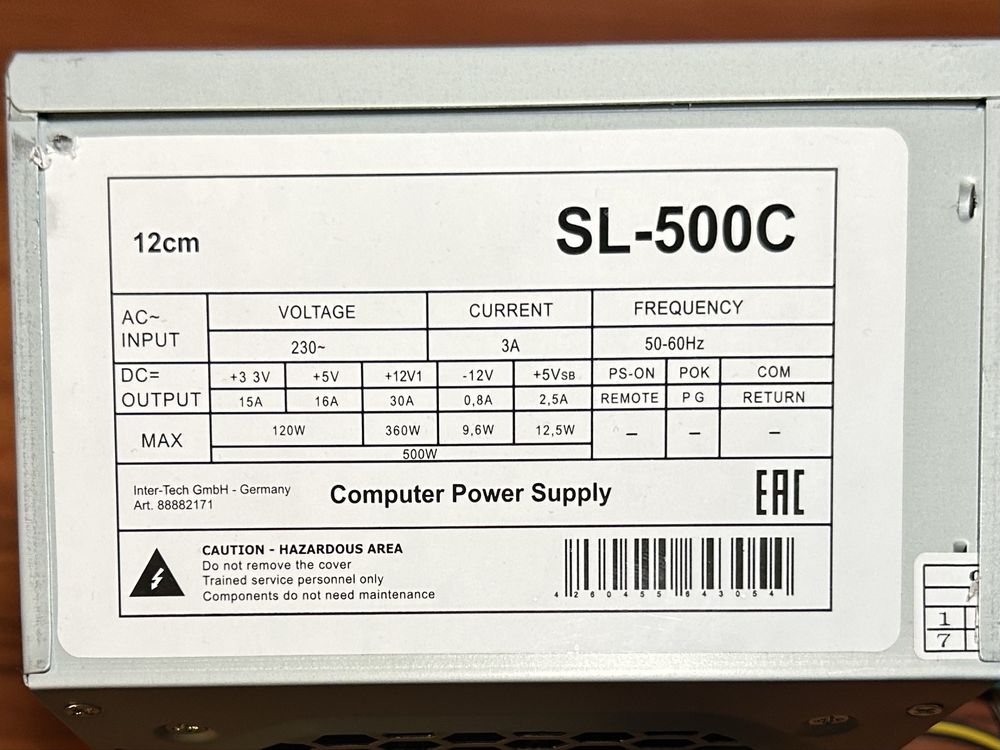 12cm
SL-500C
AC~ INPUT
VOLTAGE CURRENT FREQUENCY
230~ 3A 50-60Hz
DC= OUTPUT
+3 3V +5V +12V1 -12V +5VSB PS-ON POK COM
15A 16A 30A 0,8A 2,5A REMOTE P G RETURN
MAX
120W 360W 9,6W 12,5W – – –
500W
Inter-Tech GmbH - Germany
Art. 88882171
Computer Power Supply
EAC
CAUTION - HAZARDOUS AREA
Do not remove the cover
Trained service personnel only
Components do not need maintenance
4260455643054
1
7